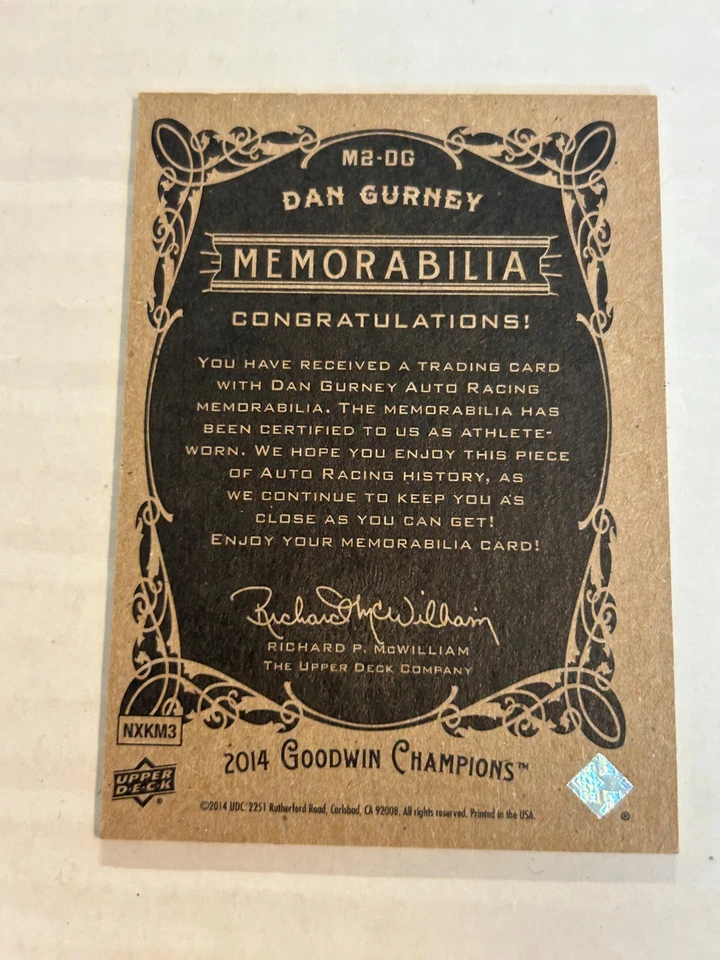 M2-DG
DAN GURNEY
MEMORABILIA
CONGRATULATIONS!
YOU HAVE RECEIVED A TRADING CARD
WITH DAN GURNEY AUTO RACING
MEMORABILIA. THE MEMORABILIA HAS
BEEN CERTIFIED TO US AS ATHLETE-
WORN. WE HOPE YOU ENJOY THIS PIECE
OF AUTO RACING HISTORY, AS
WE CONTINUE TO KEEP YOU AS
CLOSE AS YOU CAN GET!
ENJOY YOUR MEMORABILIA CARD!
Richard McWilliam
RICHARD P. McWILLIAM
THE UPPER DECK COMPANY
NXKM3
2014 GOODWIN CHAMPIONS™
UPPER
DECK
©2014 UDC. 2251 Rutherford Road, Carlsbad, CA 92008. All rights reserved. Printed in the USA.
®